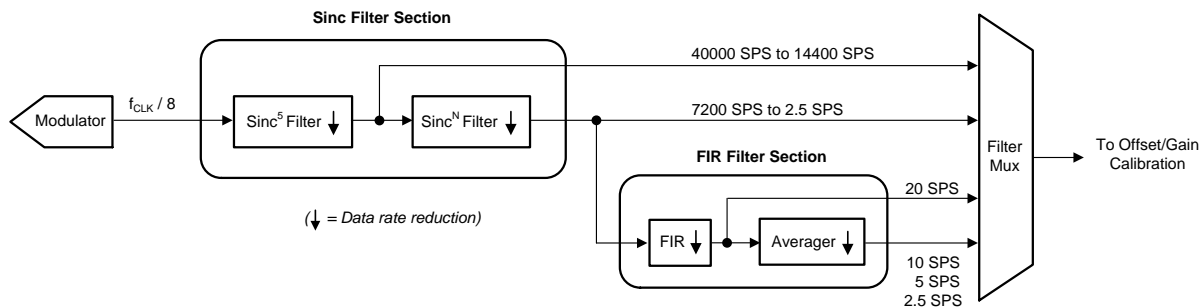 Sinc Filter Section
40000 SPS to 14400 SPS
Modulator
fCLK / 8
Sinc5 Filter
SincN Filter
7200 SPS to 2.5 SPS
Filter
Mux
To Offset/Gain
Calibration
FIR Filter Section
20 SPS
(↓ = Data rate reduction)
FIR
Averager
10 SPS
5 SPS
2.5 SPS